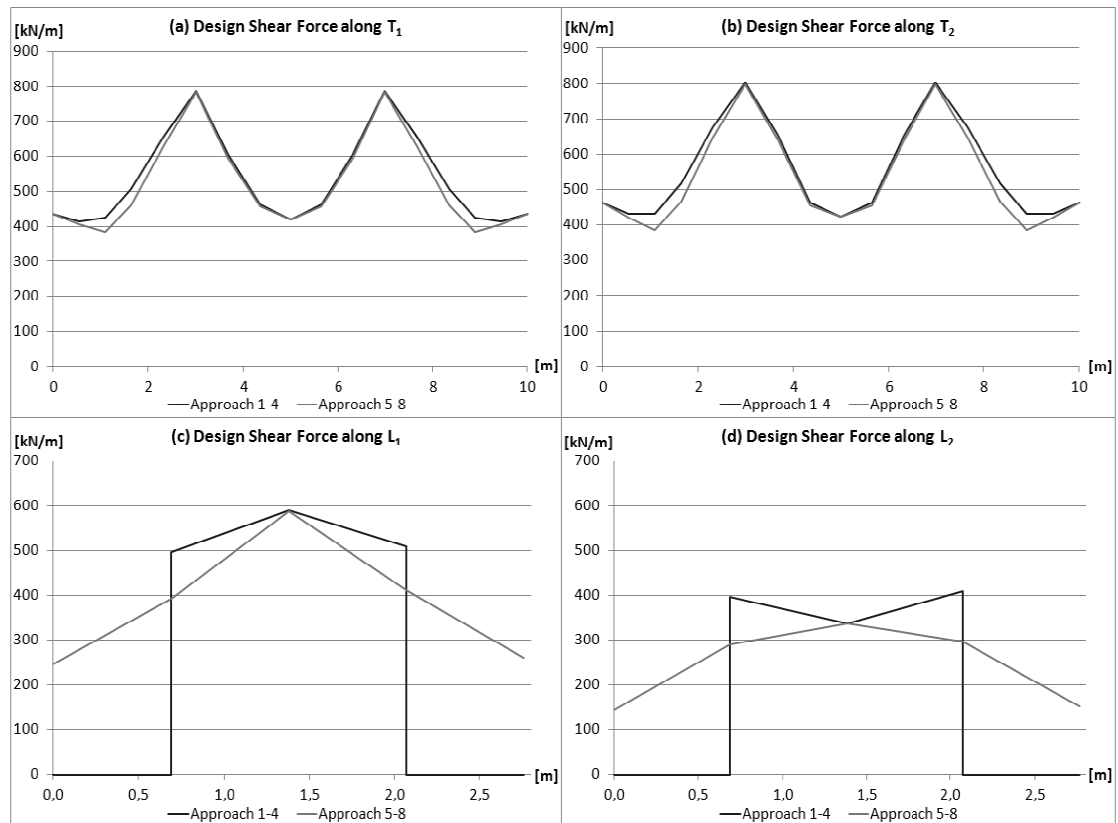 [kN/m]
(a) Design Shear Force along T₁
900
800
700
600
500
400
300
200
100
0
[m]
0 2 4 6 8 10
Approach 1-4 Approach 5-8
[kN/m]
(b) Design Shear Force along T₂
900
800
700
600
500
400
300
200
100
0
[m]
0 2 4 6 8 10
Approach 1-4 Approach 5-8
[kN/m]
(c) Design Shear Force along L₁
700
600
500
400
300
200
100
0
[m]
0,0 0,5 1,0 1,5 2,0 2,5
Approach 1-4 Approach 5-8
[kN/m]
(d) Design Shear Force along L₂
700
600
500
400
300
200
100
0
[m]
0,0 0,5 1,0 1,5 2,0 2,5
Approach 1-4 Approach 5-8